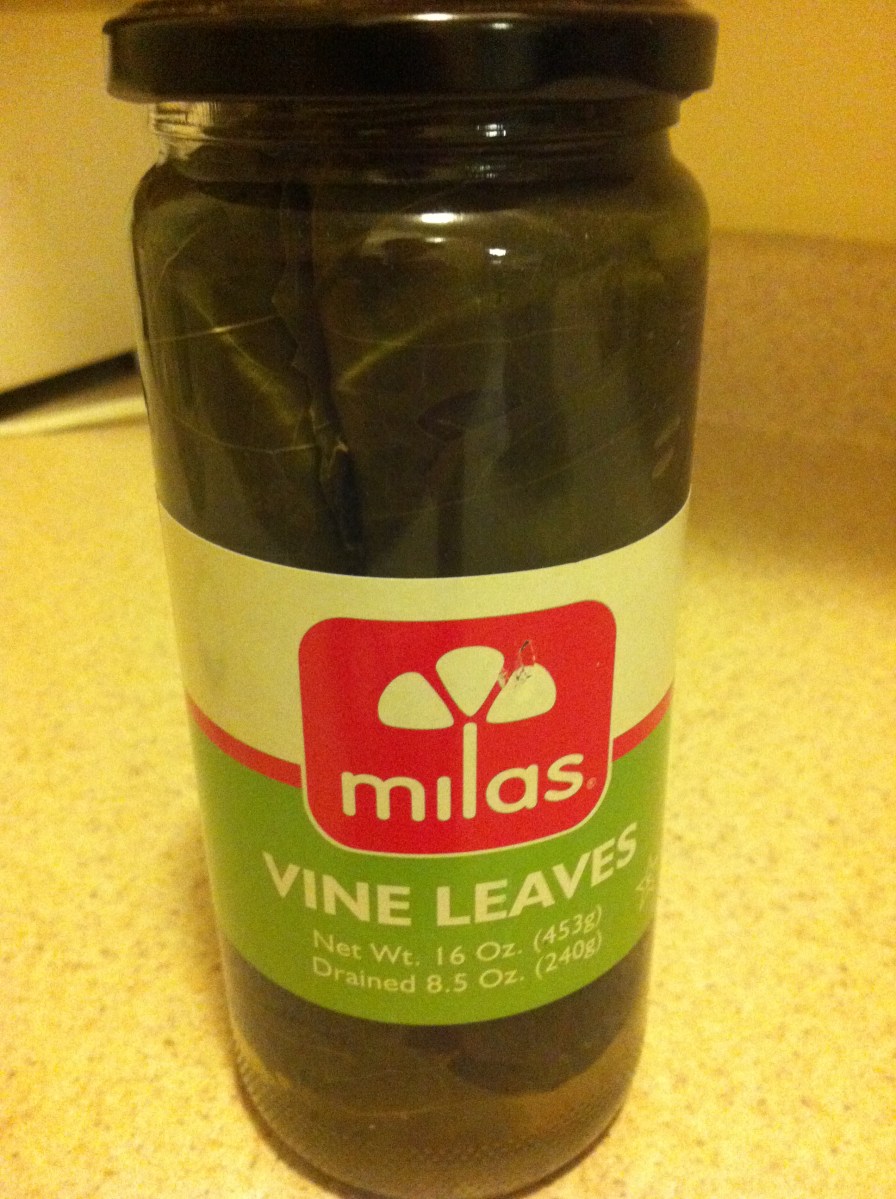 milas®
VINE LEAVES
Net Wt. 16 Oz. (453g)
Drained 8.5 Oz. (240g)